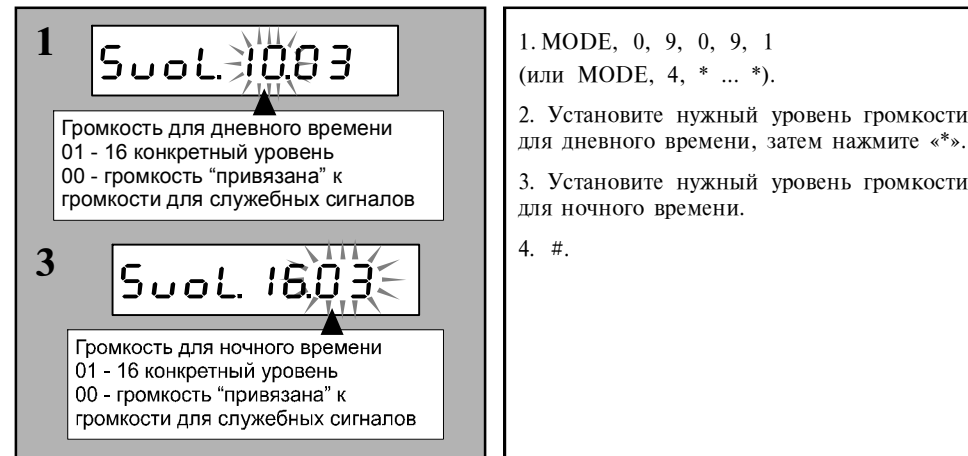 1
SuoL. 10.03
Громкость для дневного времени
01 - 16 конкретный уровень
00 - громкость “привязана” к
громкости для служебных сигналов
3
SuoL. 16.03
Громкость для ночного времени
01 - 16 конкретный уровень
00 - громкость “привязана” к
громкости для служебных сигналов
1. MODE, 0, 9, 0, 9, 1
(или MODE, 4, * ... *).
2. Установите нужный уровень громкости
для дневного времени, затем нажмите «*».
3. Установите нужный уровень громкости
для ночного времени.
4. #.